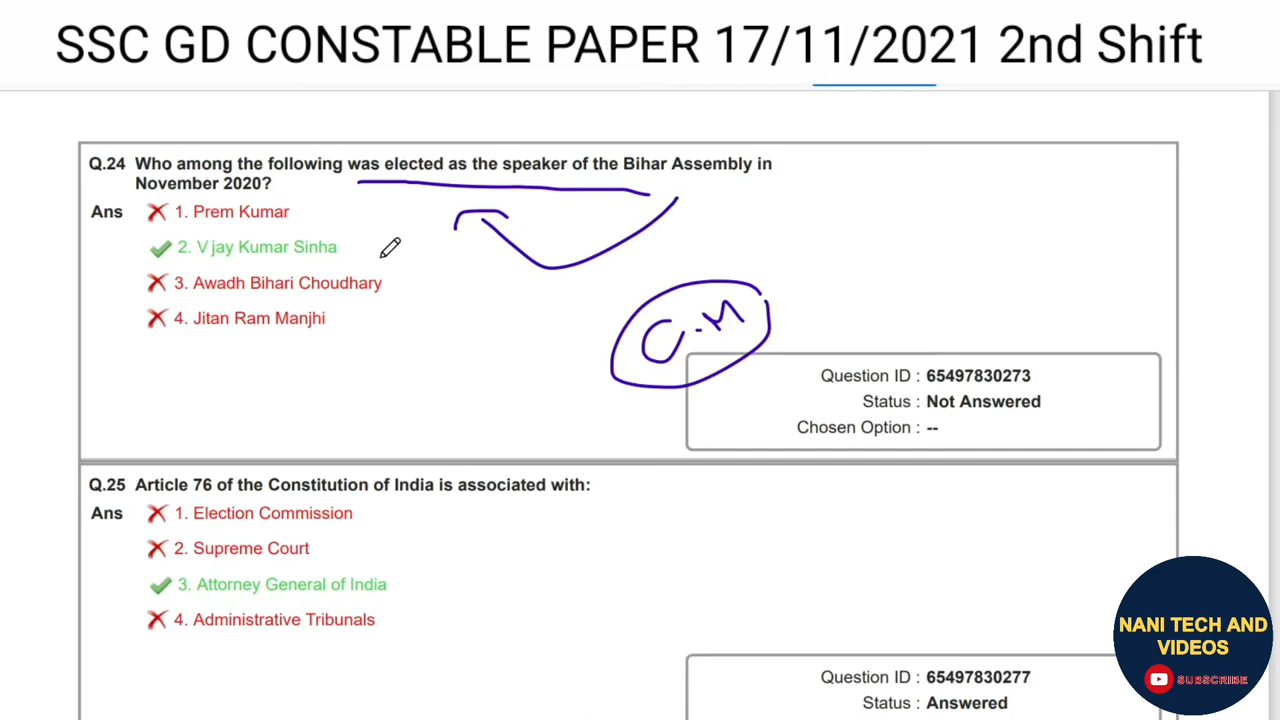 SSC GD CONSTABLE PAPER 17/11/2021 2nd Shift
Q.24 Who among the following was elected as the speaker of the Bihar Assembly in
November 2020?
Ans 1. Prem Kumar
2. V jay Kumar Sinha
3. Awadh Bihari Choudhary
4. Jitan Ram Manjhi
C.M
Question ID : 65497830273
Status : Not Answered
Chosen Option : --
Q.25 Article 76 of the Constitution of India is associated with:
Ans 1. Election Commission
2. Supreme Court
3. Attorney General of India
4. Administrative Tribunals
Question ID : 65497830277
Status : Answered
NANI TECH AND
VIDEOS
SUBSCRIBE